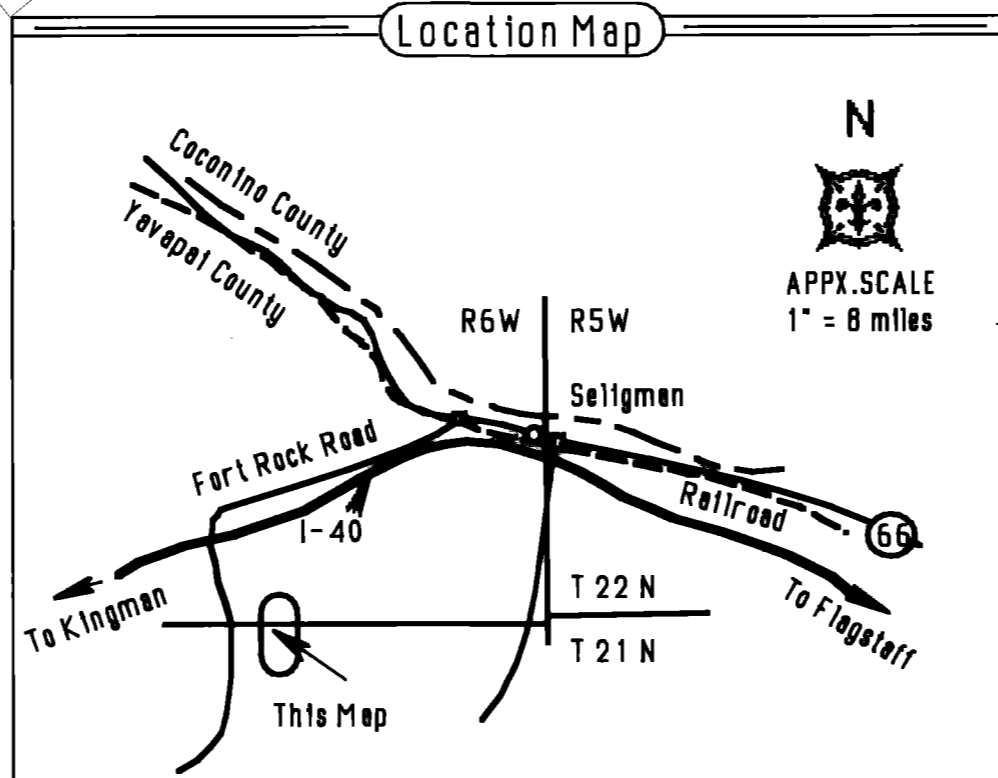 Location Map
N
APPX.SCALE
1" = 8 miles
Coconino County
Yavapai County
R6W
R5W
Seligman
Fort Rock Road
I-40
Railroad
66
To Kingman
To Flagstaff
T 22 N
T 21 N
This Map